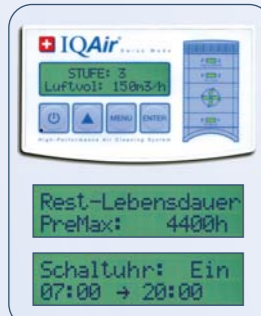 IQAir Swiss Made
STUFE: 3
Luftvol: 150m3/h
MENU ENTER
High-Performance Air Cleaning System
Rest-Lebensdauer
PreMax: 4400h
Schaltuhr: Ein
07:00 → 20:00